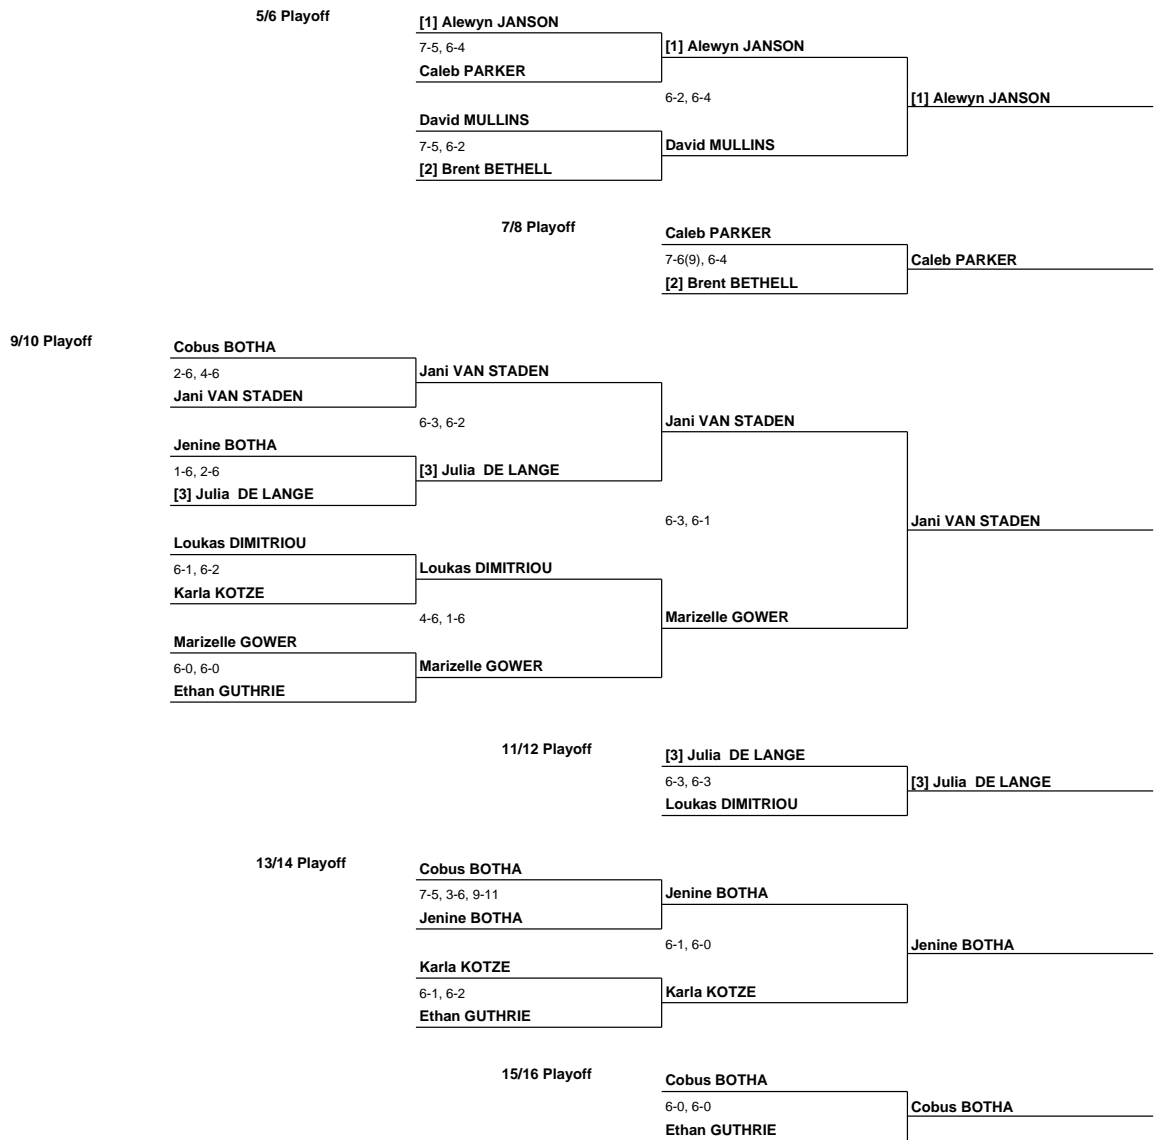 5/6 Playoff
[1] Alewyn JANSON
7-5, 6-4
[1] Alewyn JANSON
Caleb PARKER
6-2, 6-4
[1] Alewyn JANSON
David MULLINS
7-5, 6-2
David MULLINS
[2] Brent BETHELL
7/8 Playoff
Caleb PARKER
7-6(9), 6-4
Caleb PARKER
[2] Brent BETHELL
9/10 Playoff
Cobus BOTHA
2-6, 4-6
Jani VAN STADEN
Jani VAN STADEN
6-3, 6-2
Jani VAN STADEN
Jenine BOTHA
1-6, 2-6
[3] Julia  DE LANGE
[3] Julia  DE LANGE
6-3, 6-1
Jani VAN STADEN
Loukas DIMITRIOU
6-1, 6-2
Loukas DIMITRIOU
Karla KOTZE
4-6, 1-6
Marizelle GOWER
Marizelle GOWER
6-0, 6-0
Marizelle GOWER
Ethan GUTHRIE
11/12 Playoff
[3] Julia  DE LANGE
6-3, 6-3
[3] Julia  DE LANGE
Loukas DIMITRIOU
13/14 Playoff
Cobus BOTHA
7-5, 3-6, 9-11
Jenine BOTHA
Jenine BOTHA
6-1, 6-0
Jenine BOTHA
Karla KOTZE
6-1, 6-2
Karla KOTZE
Ethan GUTHRIE
15/16 Playoff
Cobus BOTHA
6-0, 6-0
Cobus BOTHA
Ethan GUTHRIE